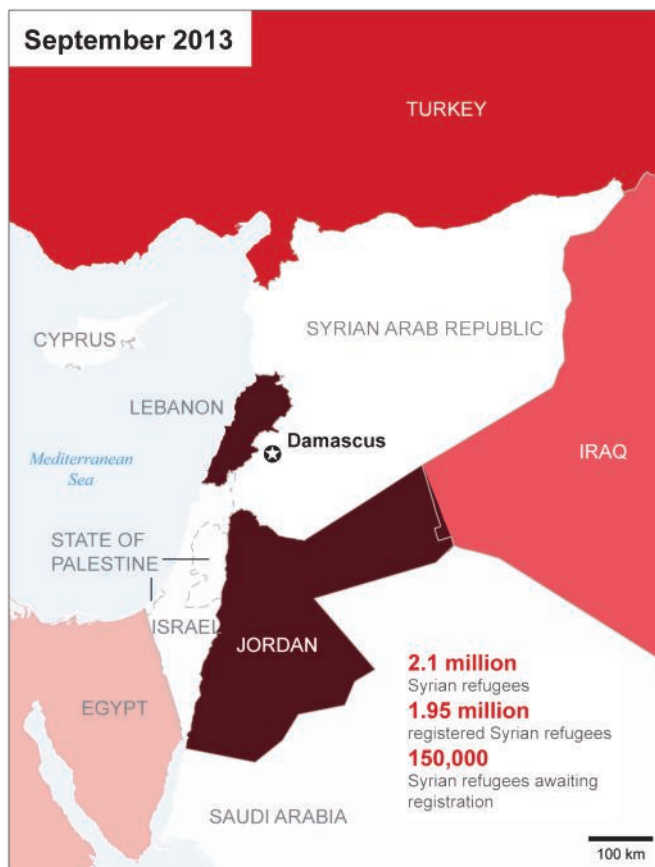 September 2013
TURKEY
CYPRUS
SYRIAN ARAB REPUBLIC
LEBANON
Damascus
Mediterranean
Sea
IRAQ
STATE OF
PALESTINE
ISRAEL
JORDAN
EGYPT
2.1 million
Syrian refugees
1.95 million
registered Syrian refugees
150,000
Syrian refugees awaiting
registration
SAUDI ARABIA
100 km